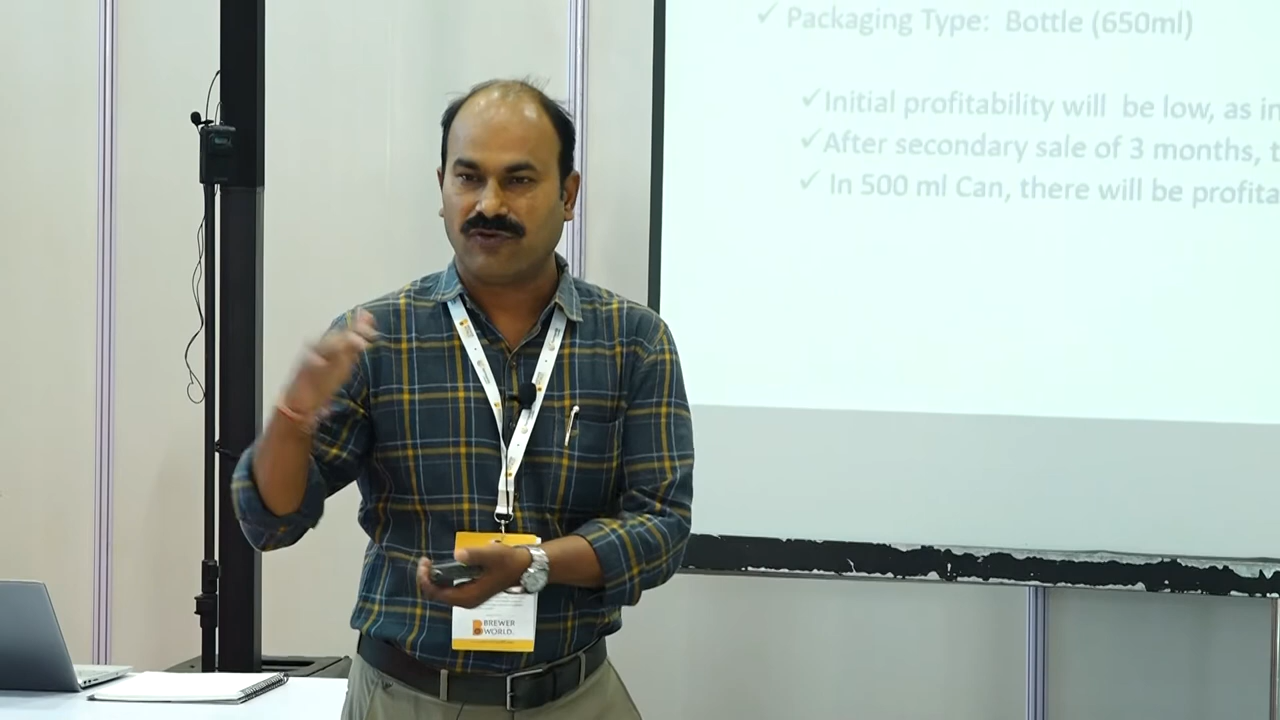 ✓ Packaging Type: Bottle (650ml)
✓Initial profitability will be low, as in
✓After secondary sale of 3 months, t
✓ In 500 ml Can, there will be profita
BREWER
WORLD